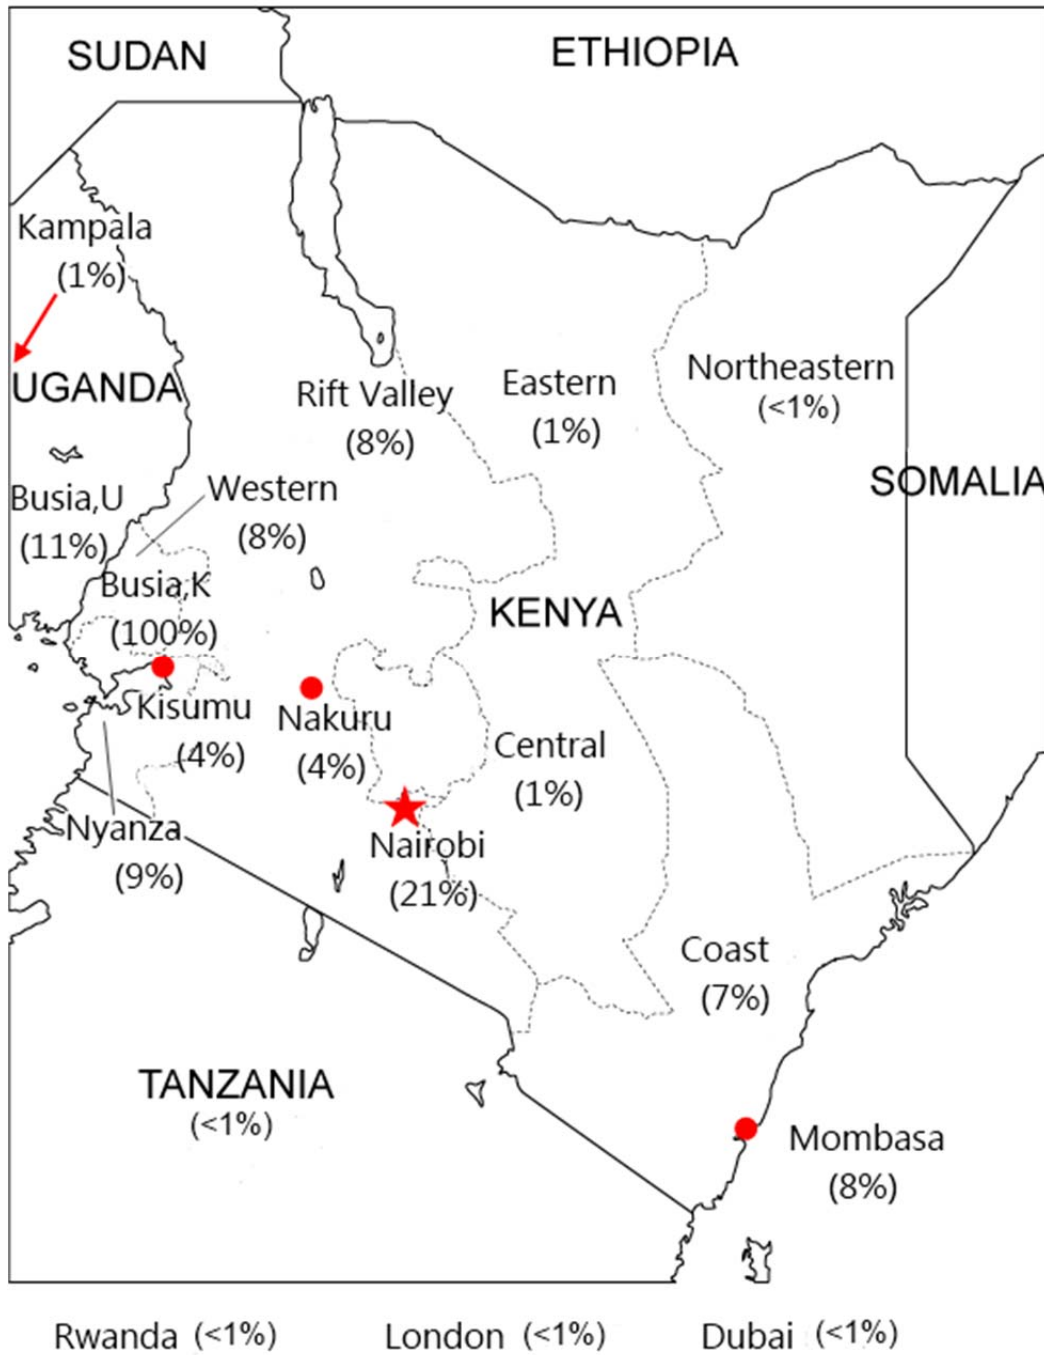 SUDAN
ETHIOPIA
Kampala
(1%)
UGANDA
Rift Valley
(8%)
Eastern
(1%)
Northeastern
(<1%)
SOMALIA
Busia,U
(11%)
Western
(8%)
Busia,K
(100%)
KENYA
Kisumu
(4%)
Nakuru
(4%)
Central
(1%)
Nyanza
(9%)
Nairobi
(21%)
Coast
(7%)
TANZANIA
(<1%)
Mombasa
(8%)
Rwanda (<1%)
London (<1%)
Dubai (<1%)